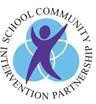 SCHOOL COMMUNITY
INTERVENTION PARTNERSHIP